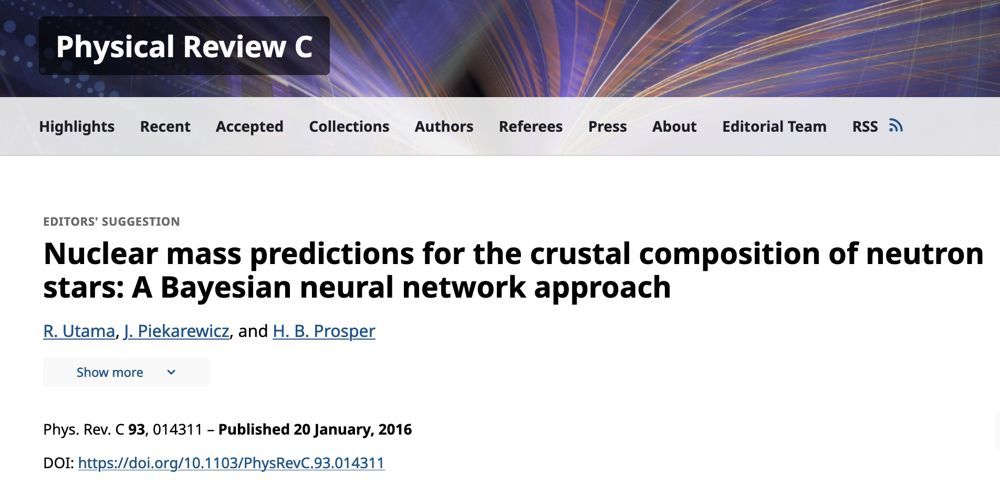 Physical Review C
Highlights Recent Accepted Collections Authors Referees Press About Editorial Team RSS
EDITORS' SUGGESTION
Nuclear mass predictions for the crustal composition of neutron
stars: A Bayesian neural network approach
R. Utama, J. Piekarewicz, and H. B. Prosper
Show more
Phys. Rev. C 93, 014311 – Published 20 January, 2016
DOI: https://doi.org/10.1103/PhysRevC.93.014311